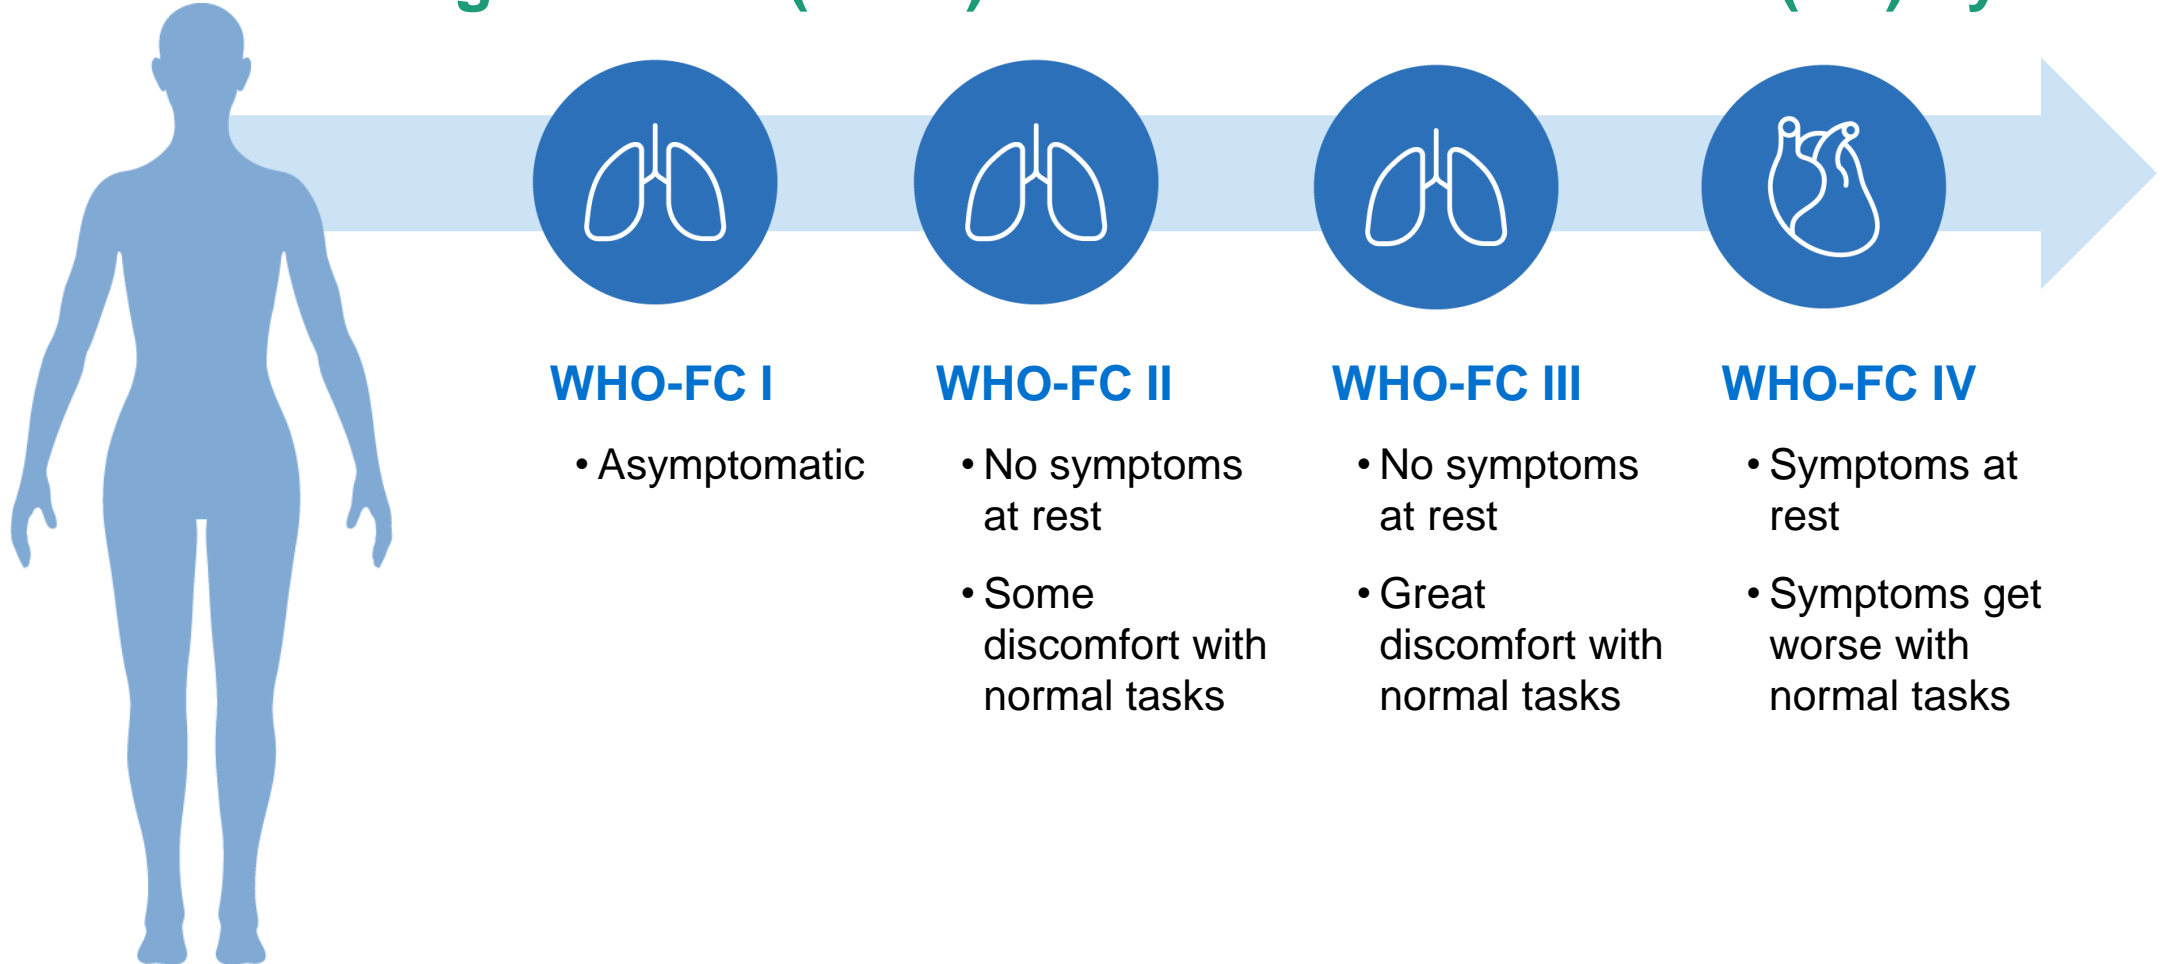 WHO-FC I
• Asymptomatic
WHO-FC II
• No symptoms
at rest
• Some
discomfort with
normal tasks
WHO-FC III
• No symptoms
at rest
• Great
discomfort with
normal tasks
WHO-FC IV
• Symptoms at
rest
• Symptoms get
worse with
normal tasks